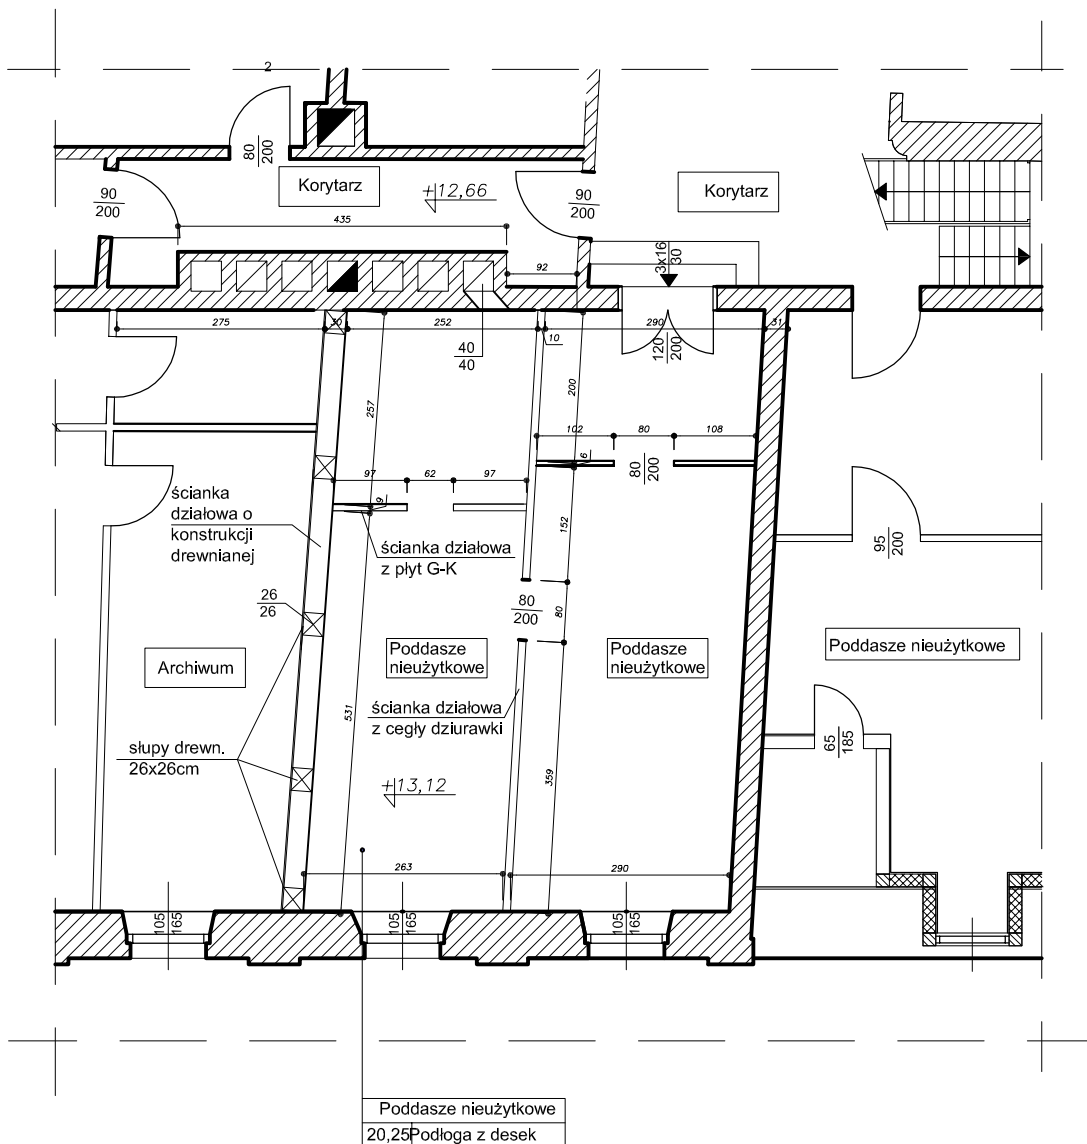 2
80
200
Korytarz
+12,66
90
200
90
200
Korytarz
435
92
3x16
30
275
30
252
10
290
31
40
40
120
200
257
200
102
80
108
80
200
6
97
62
97
9
ścianka
działowa o
konstrukcji
drewnianej
ścianka działowa
z płyt G-K
152
95
200
26
26
80
200
80
Archiwum
Poddasze
nieużytkowe
Poddasze
nieużytkowe
Poddasze nieużytkowe
ścianka działowa
z cegły dziurawki
531
359
65
185
słupy drewn.
26x26cm
+13,12
263
290
105
165
105
165
105
165
Poddasze nieużytkowe
20,25 Podłoga z desek